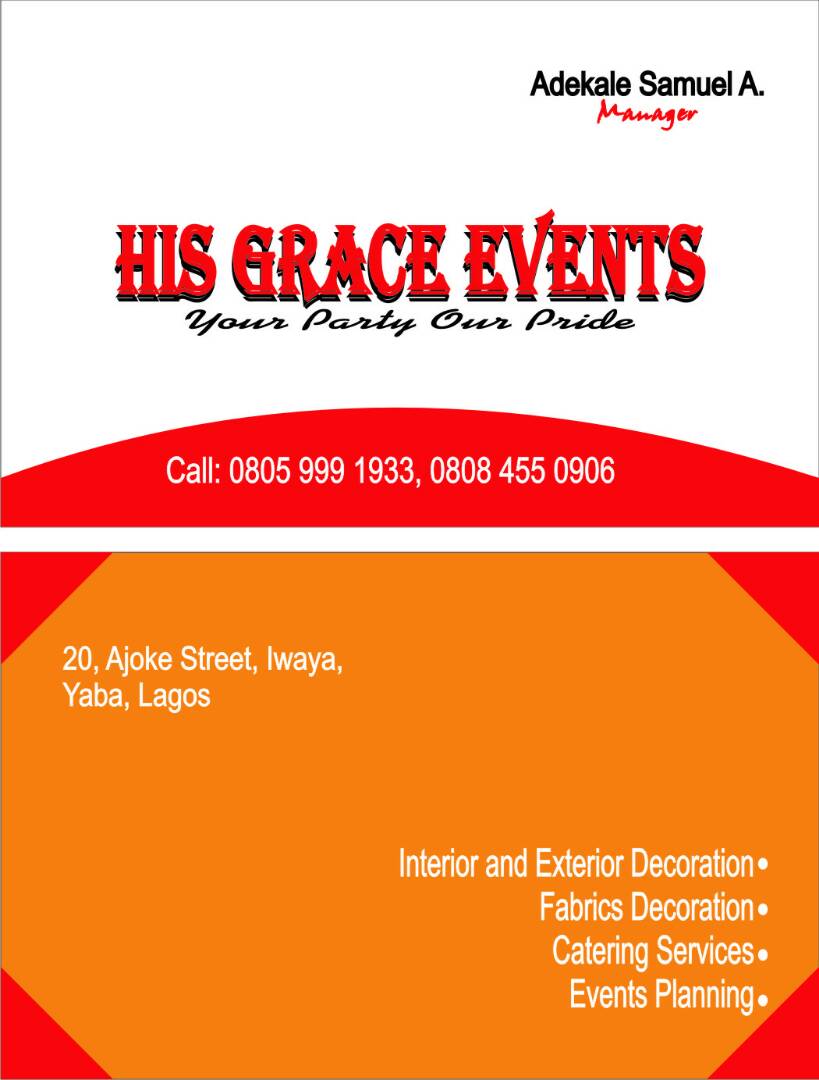 Adekale Samuel A.
Manager
HIS GRACE EVENTS
Your Party Our Pride
Call: 0805 999 1933, 0808 455 0906
20, Ajoke Street, Iwaya,
Yaba, Lagos
Interior and Exterior Decoration•
Fabrics Decoration•
Catering Services•
Events Planning•